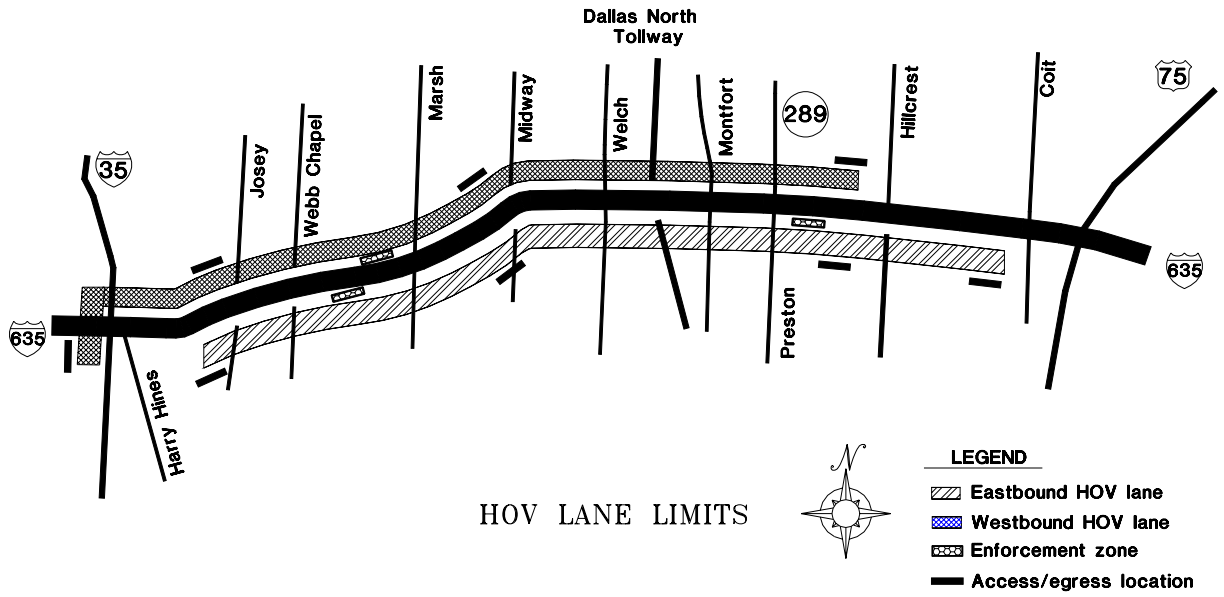 Dallas North
Tollway
75
Coit
Hillcrest
Marsh
Midway
Welch
Montfort
289
Webb Chapel
Josey
35
635
635
Preston
Harry Hines
N
HOV LANE LIMITS
LEGEND
Eastbound HOV lane
Westbound HOV lane
Enforcement zone
Access/egress location